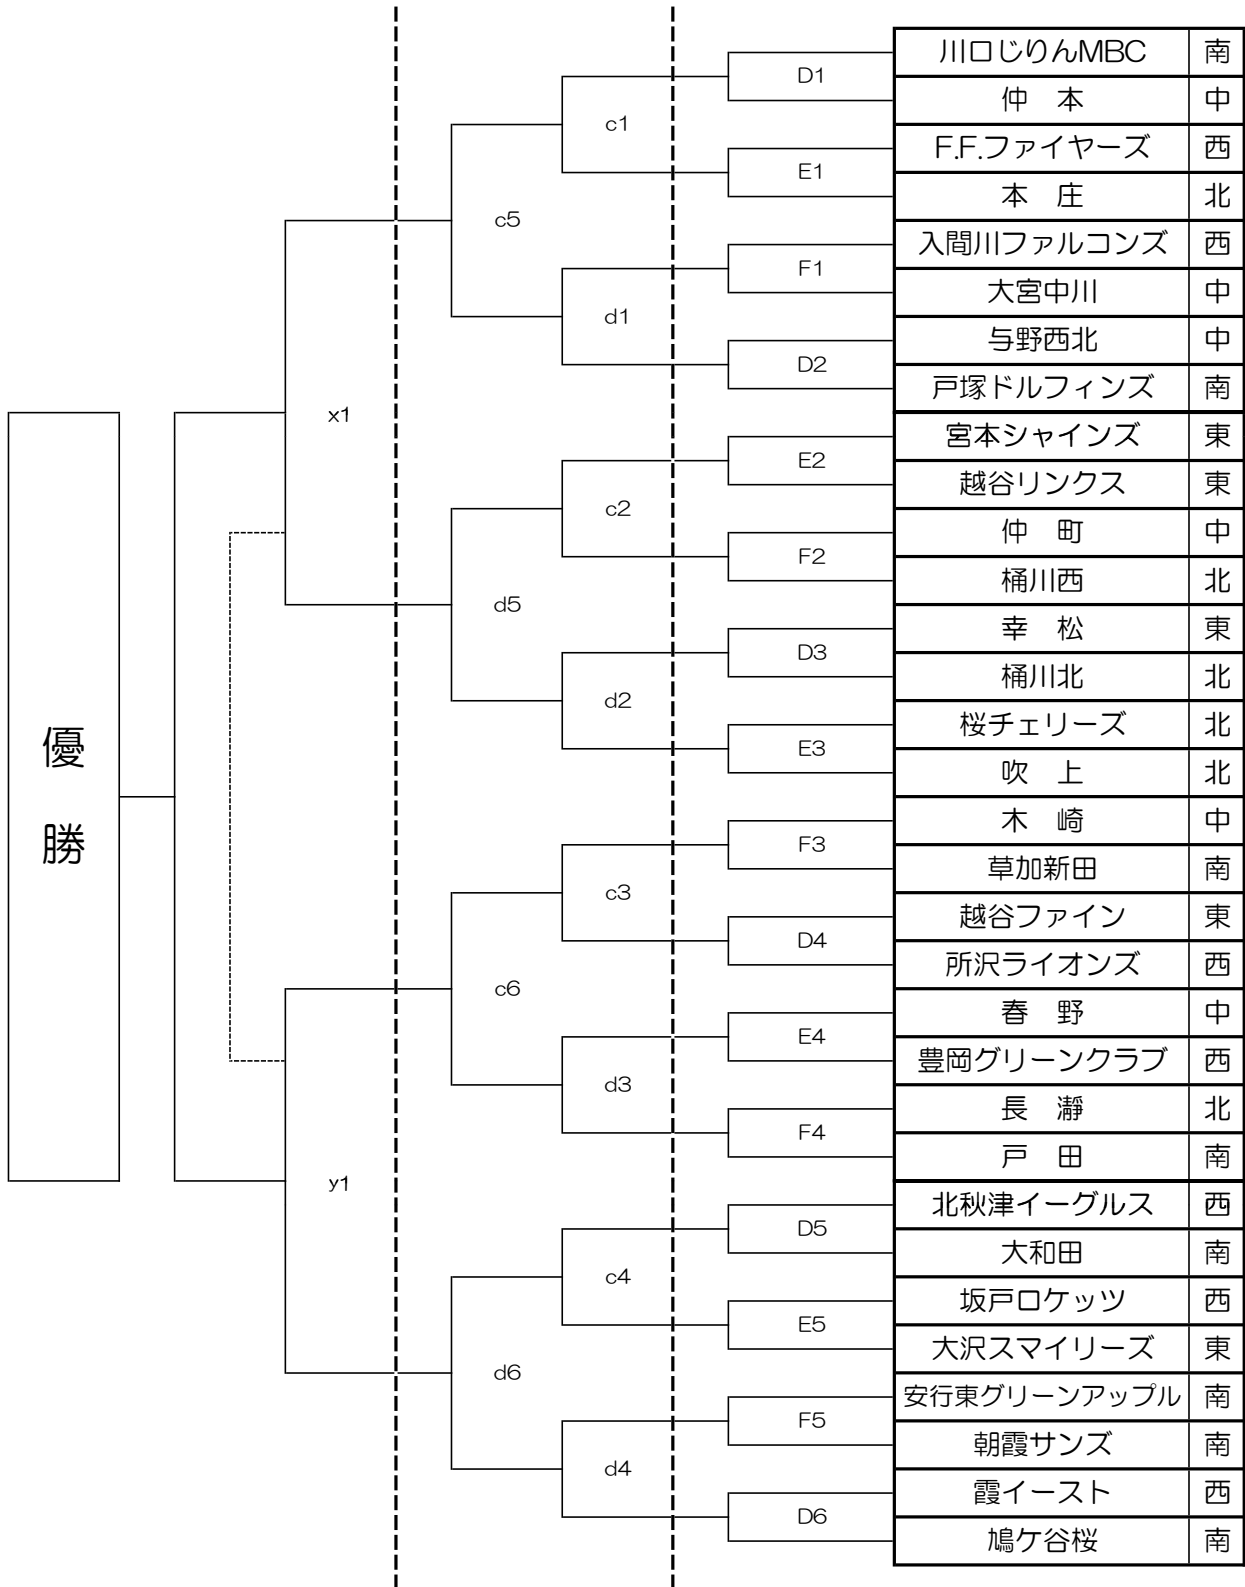 川口じりんMBC 南
D1
仲　本 中
c1
F.F.ファイヤーズ 西
E1
本　庄 北
c5
入間川ファルコンズ 西
F1
大宮中川 中
d1
与野西北 中
D2
戸塚ドルフィンズ 南
x1
宮本シャインズ 東
E2
越谷リンクス 東
c2
仲　町 中
F2
桶川西 北
d5
幸　松 東
D3
桶川北 北
d2
桜チェリーズ 北
E3
吹　上 北
優
勝
木　崎 中
F3
草加新田 南
c3
越谷ファイン 東
D4
所沢ライオンズ 西
c6
春　野 中
E4
豊岡グリーンクラブ 西
d3
長　瀞 北
F4
戸　田 南
y1
北秋津イーグルス 西
D5
大和田 南
c4
坂戸ロケッツ 西
E5
大沢スマイリーズ 東
d6
安行東グリーンアップル 南
F5
朝霞サンズ 南
d4
霞イースト 西
D6
鳩ケ谷桜 南